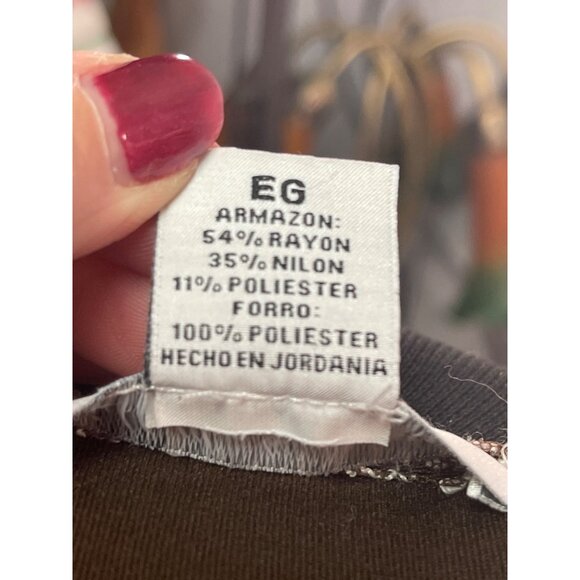 EG
ARMAZON:
54% RAYON
35% NILON
11% POLIESTER
FORRO:
100% POLIESTER
HECHO EN JORDANIA